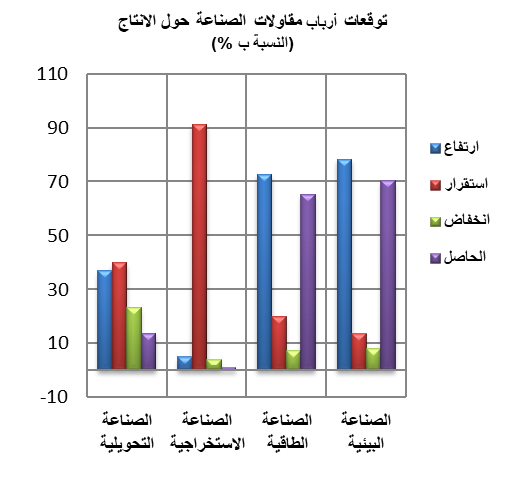 توقعات أرباب مقاولات الصناعة حول الانتاج
(النسبة ب %)
110
90
70
50
30
10
-10
ارتفاع
استقرار
انخفاض
الحاصل
الصناعة التحويلية
الصناعة الاستخراجية
الصناعة الطاقية
الصناعة البيئية